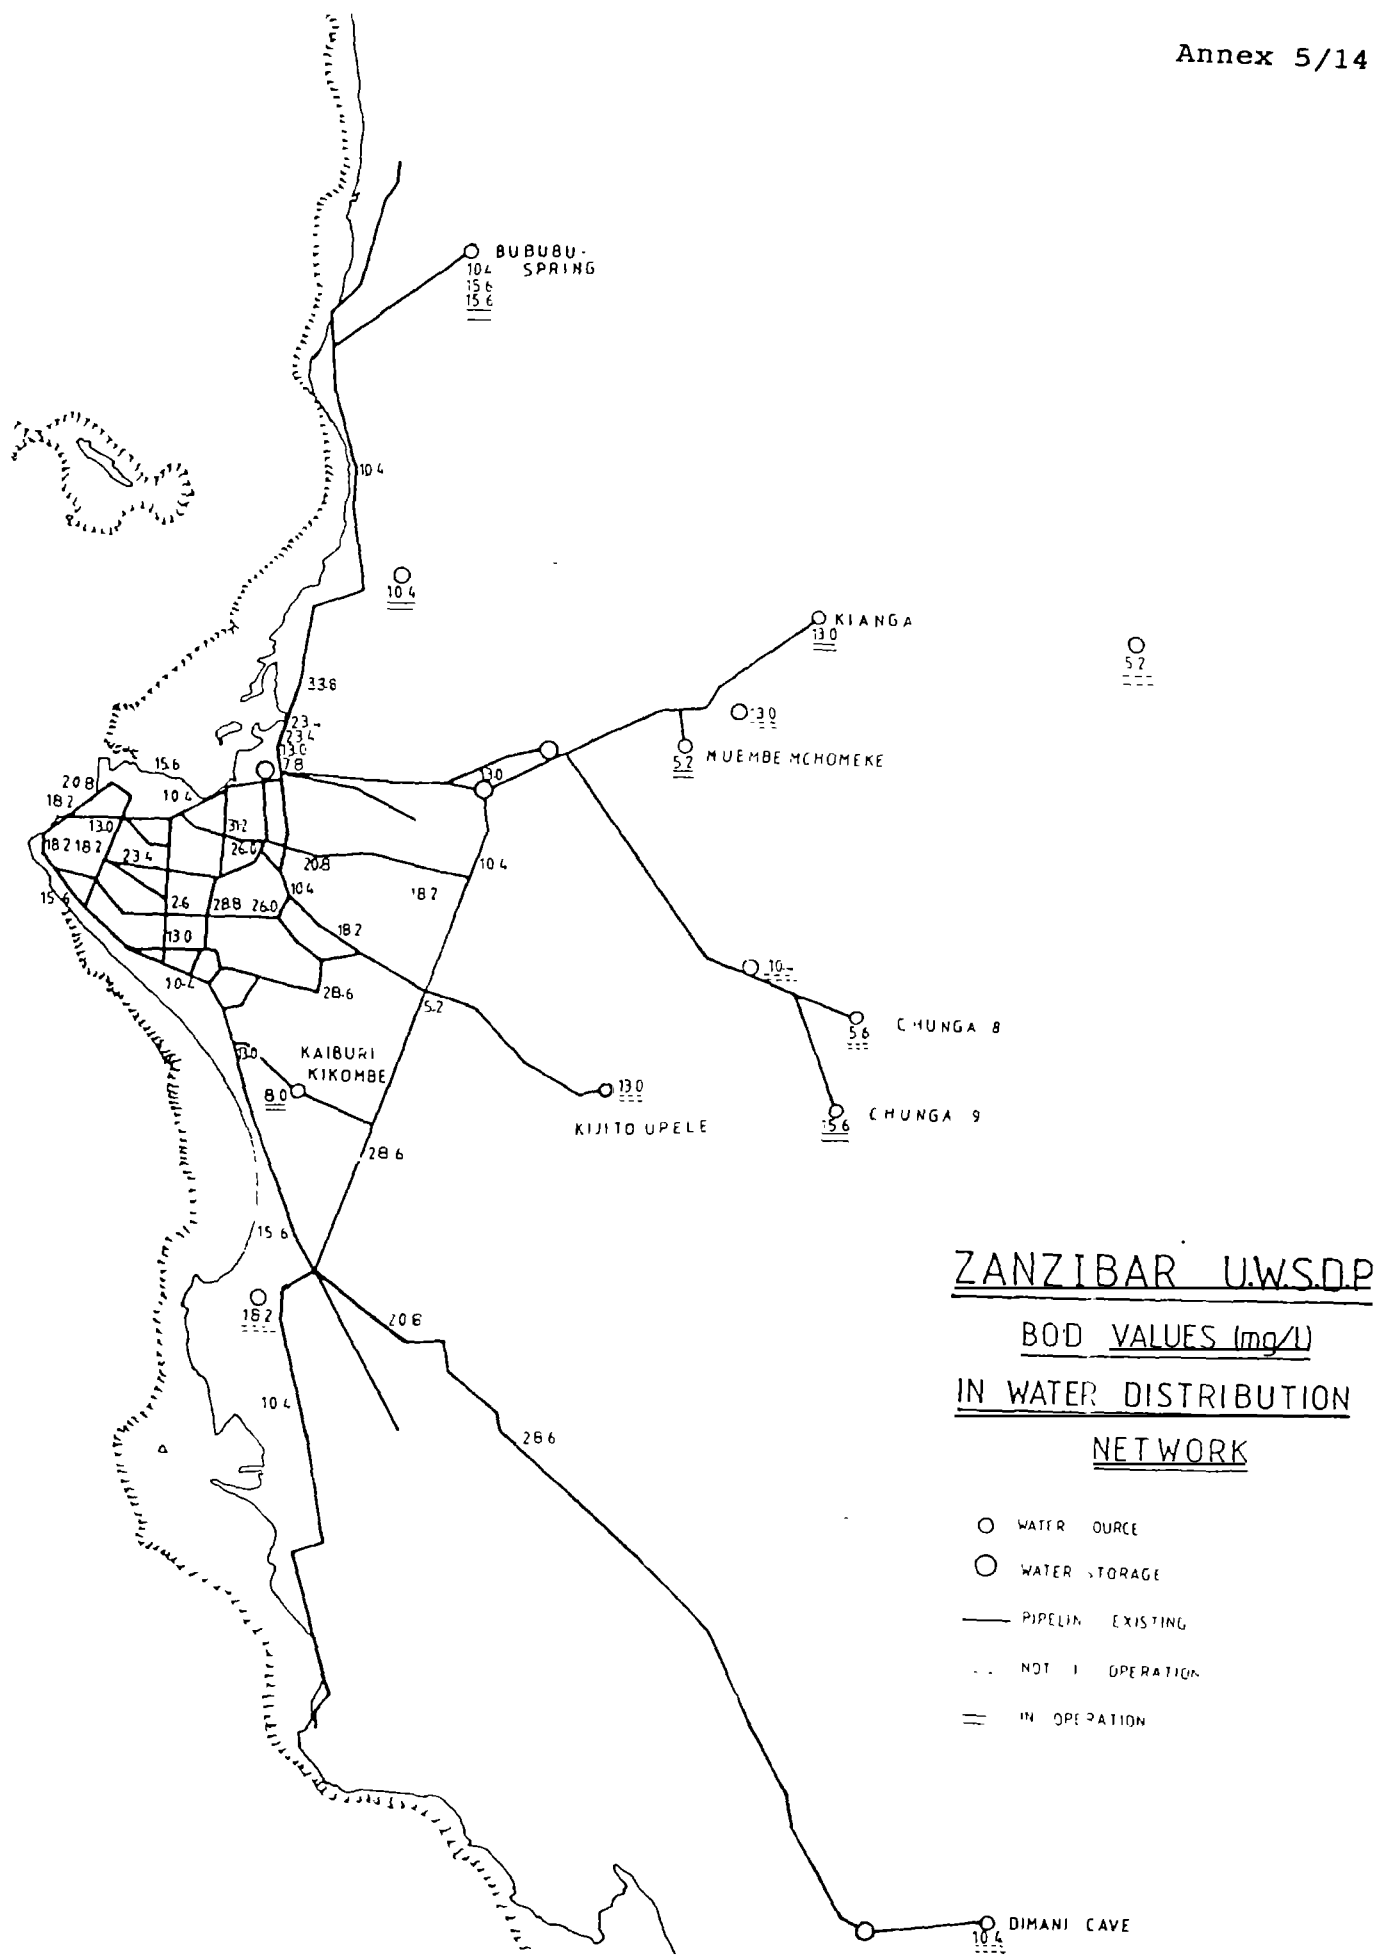 Annex 5/14
BUBUBU-
SPRING
10.4
15.6
15.6
10.4
10.4
KIANGA
13.0
5.2
33.8
13.0
23.4
13.0
7.8
MUEMBE MCHOMEKE
5.2
13.0
15.6
20.8
10.4
18.2
13.0
31.2
18.2
18.2
23.4
26.0
20.8
10.4
18.2
10.4
15.6
2.6
28.8
26.0
18.2
13.0
10.4
28.6
5.2
CHUNGA 8
5.6
13.0
KAIBURI
KIKOMBE
8.0
13.0
KIJITO UPELE
CHUNGA 9
15.6
28.6
15.6
18.2
20.8
10.4
28.6
ZANZIBAR U.W.S.D.P
BOD VALUES (mg/l)
IN WATER DISTRIBUTION
NETWORK
WATER OURCE
WATER TORAGE
PIPELIN EXISTING
NOT I OPERATION
IN OPERATION
DIMANI CAVE
10.4